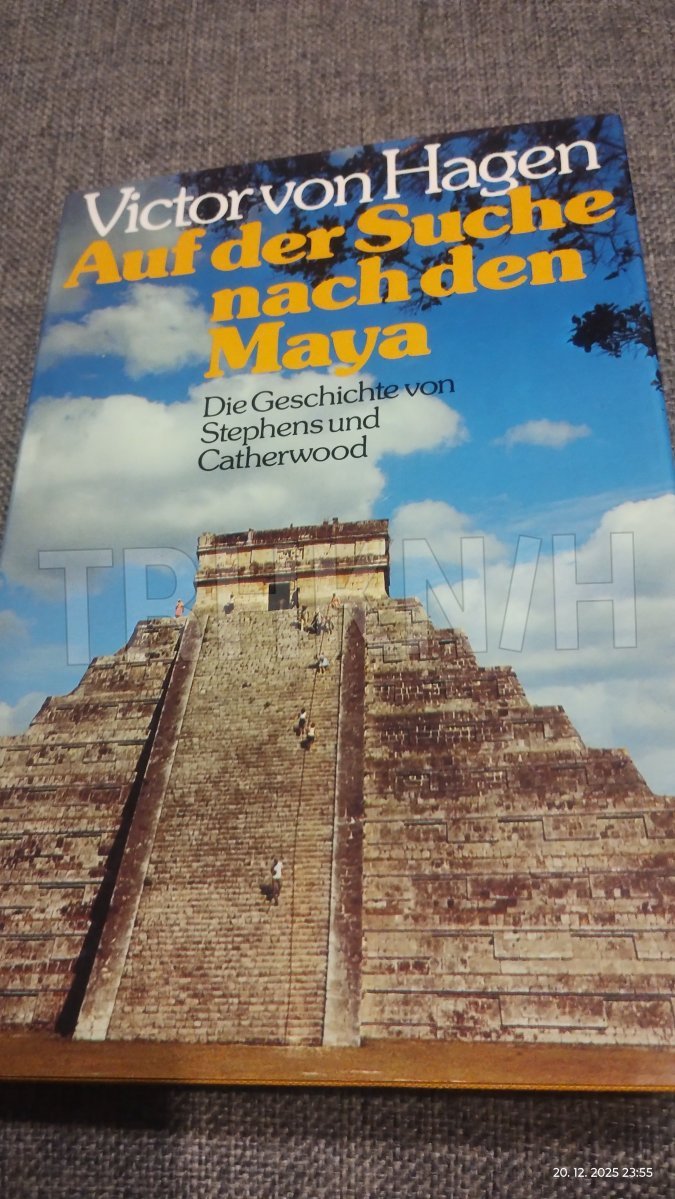 Victor von Hagen
Auf der Suche
nach den
Maya
Die Geschichte von
Stephens und
Catherwood
20. 12. 2025 23:55